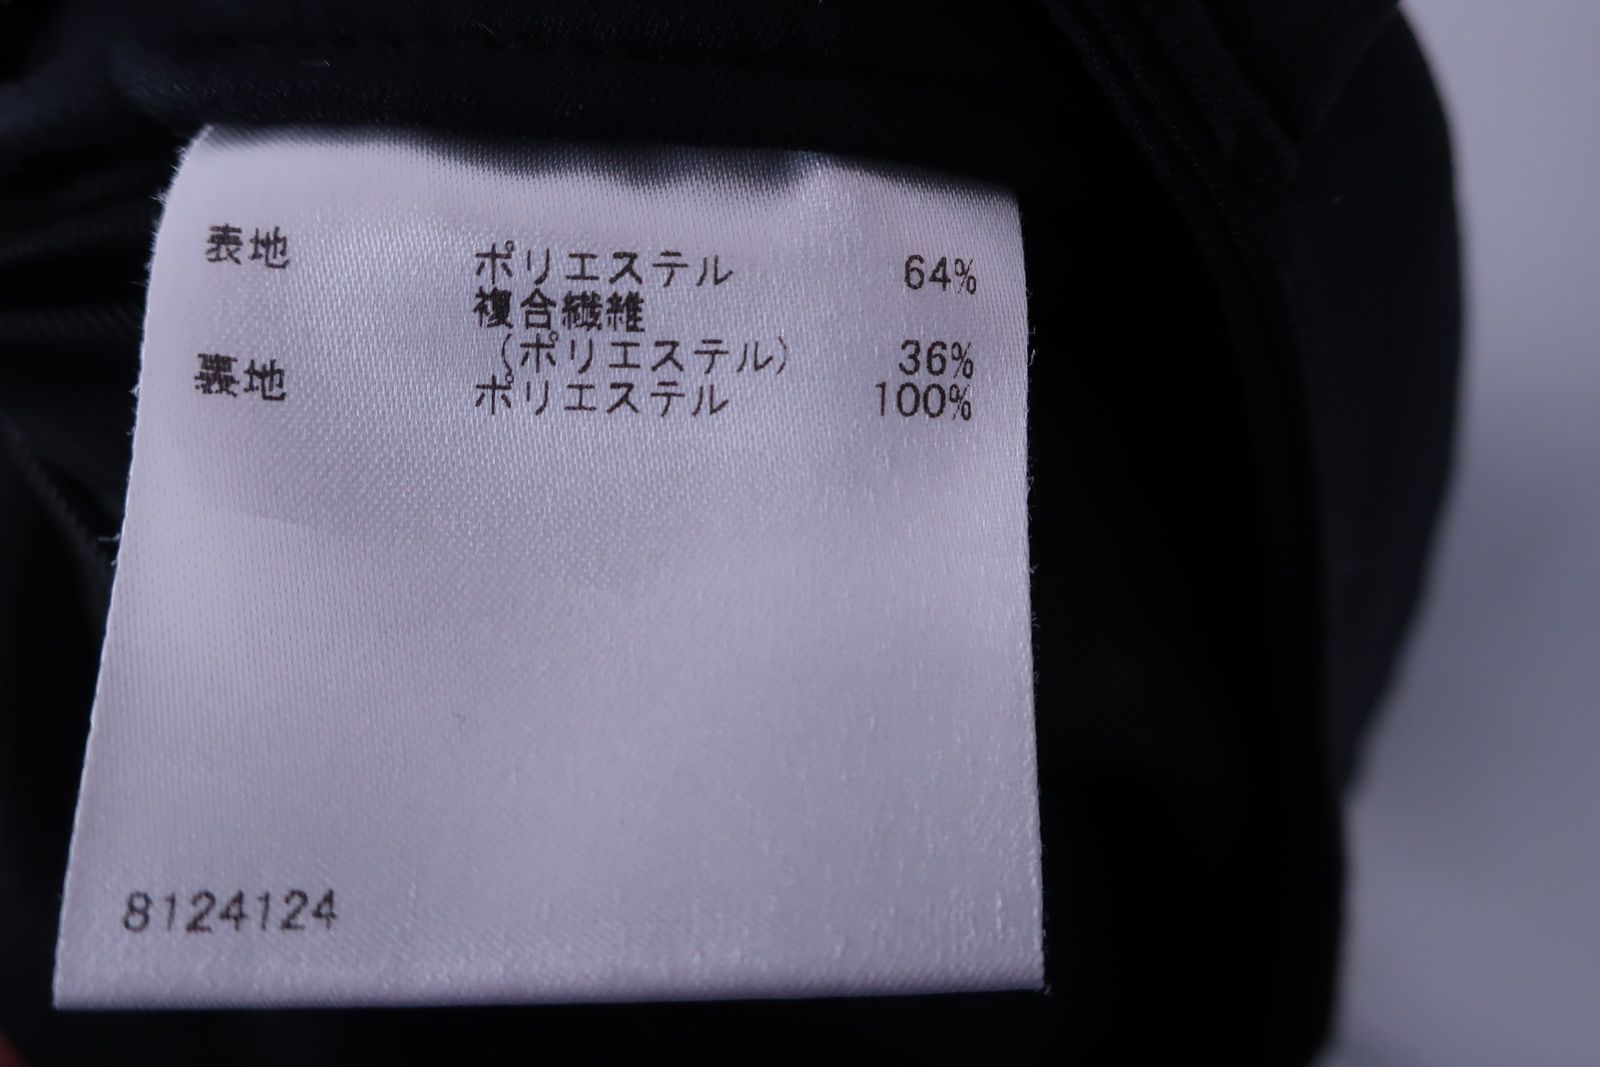 表地 ポリエステル 64%
複合繊維
(ポリエステル) 36%
裏地 ポリエステル 100%
8124124